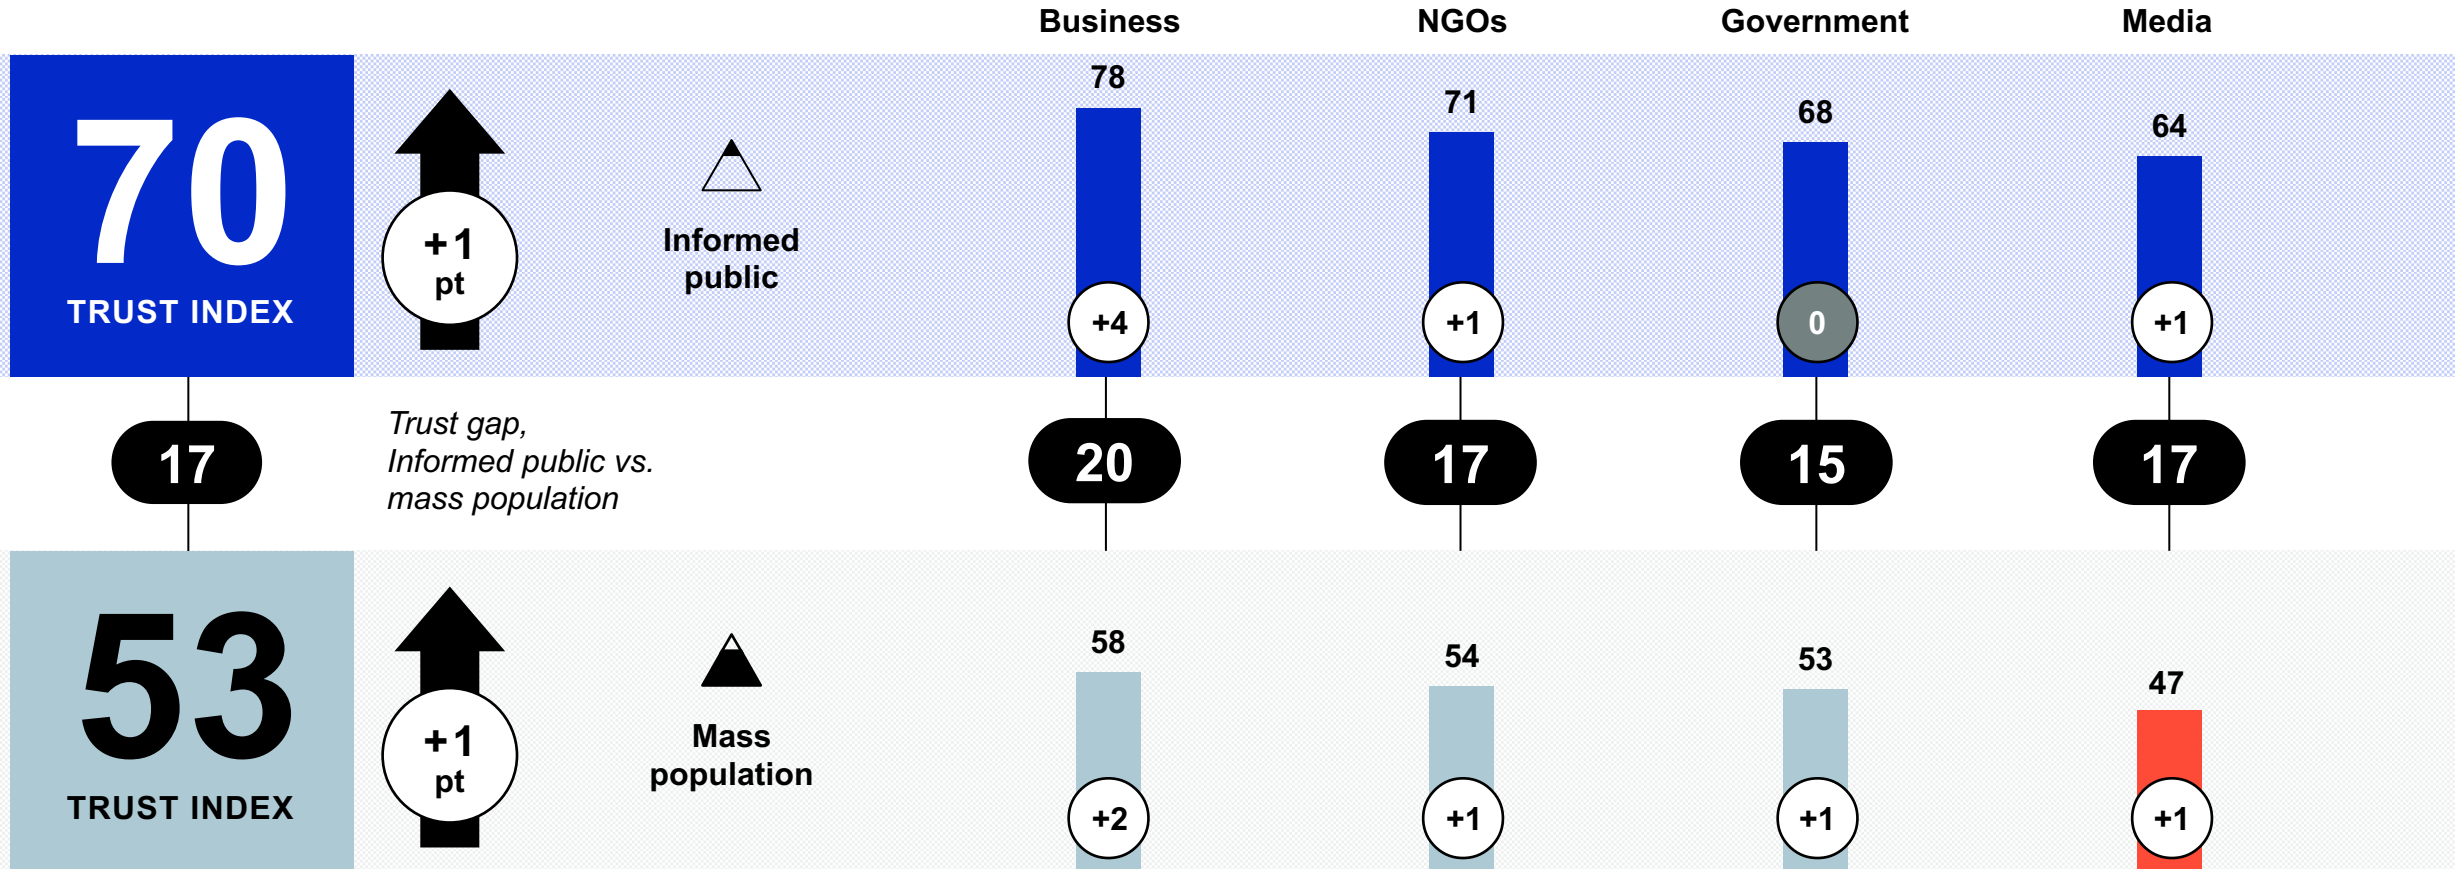 Business
NGOs
Government
Media
70
TRUST INDEX
+1
pt
Informed
public
78
71
68
64
+4
+1
0
+1
17
Trust gap,
Informed public vs.
mass population
20
17
15
17
53
TRUST INDEX
+1
pt
Mass
population
58
54
53
47
+2
+1
+1
+1